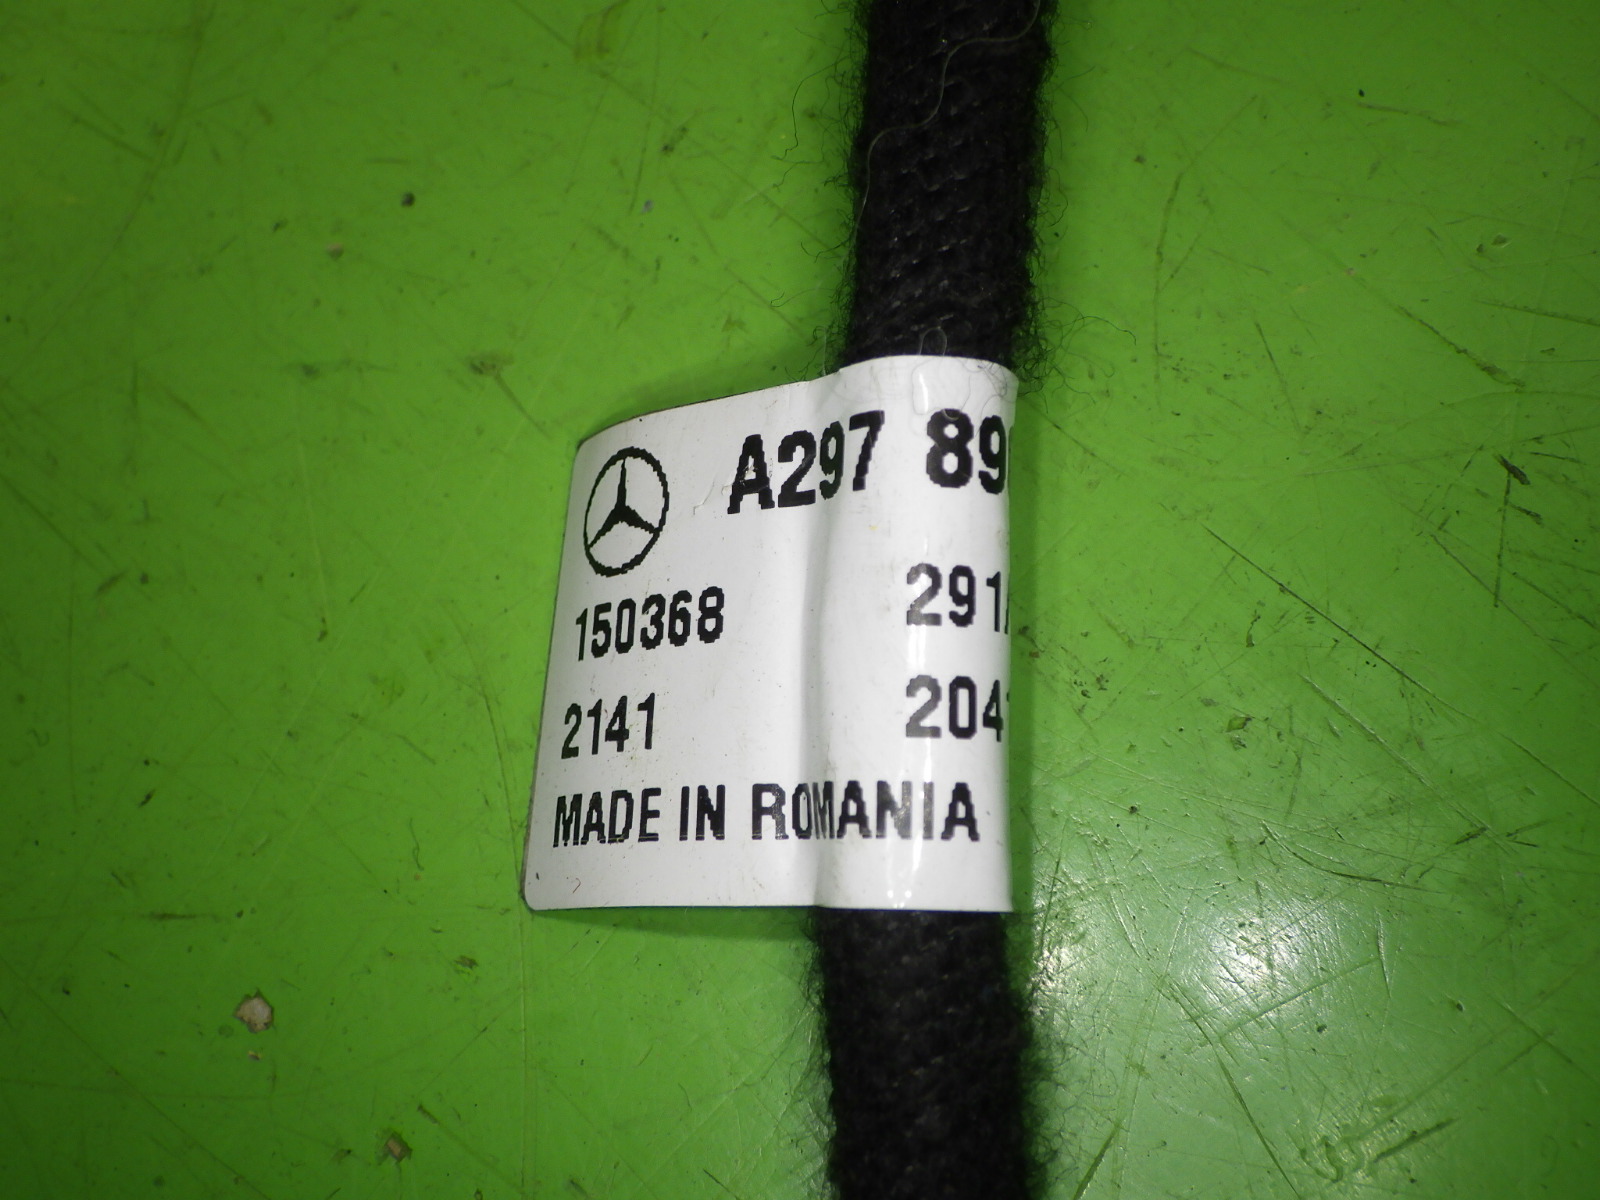 A297 89
150368 291
2141 204
MADE IN ROMANIA